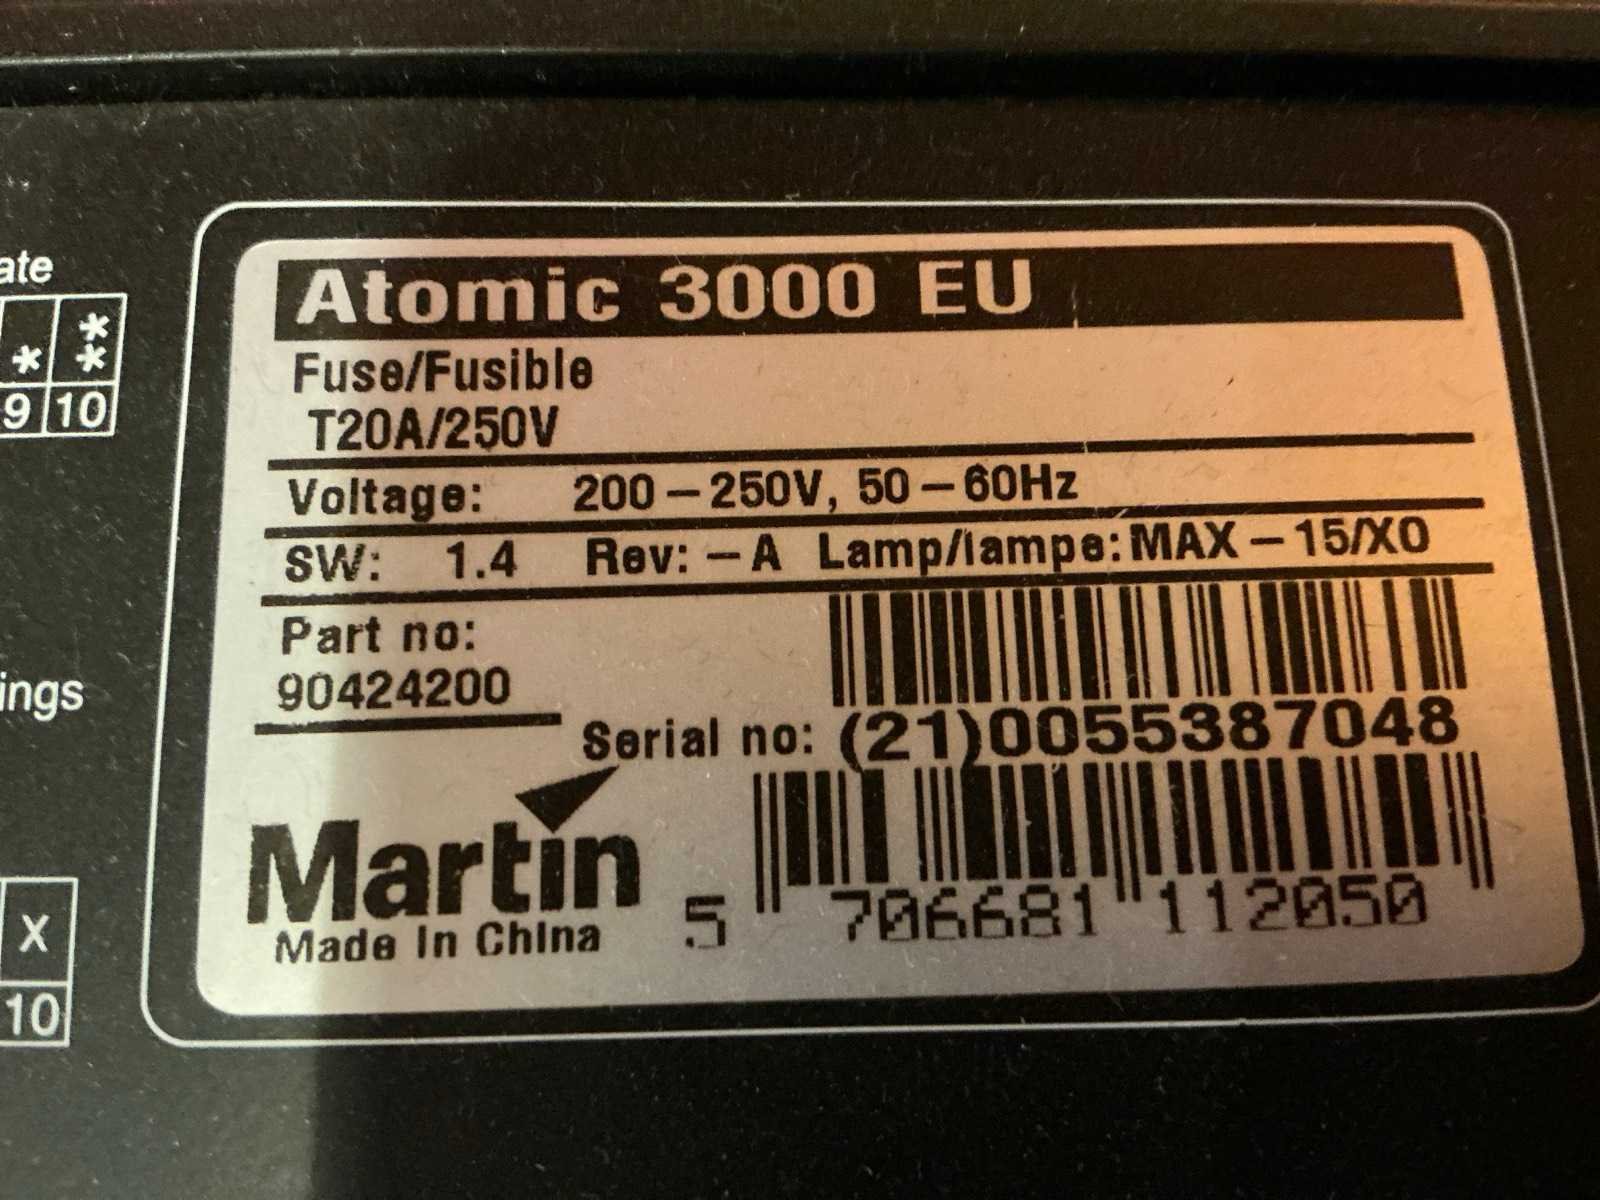 ate
* **
9 10
ings
X
10
Atomic 3000 EU
Fuse/Fusible
T20A/250V
Voltage: 200-250V, 50-60Hz
SW: 1.4 Rev: -A Lamp/lampe: MAX-15/XO
Part no:
90424200
Serial no: (21)0055387048
Martin
Made In China
5 706681 112050